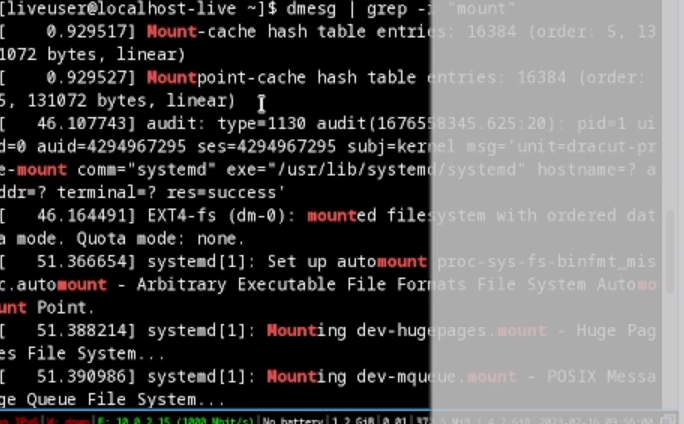 [liveuser@localhost-live ~]$ dmesg | grep -i "mount"
[    0.929517] Mount-cache hash table entries: 16384 (order: 5, 13
1072 bytes, linear)
[    0.929527] Mountpoint-cache hash table entries: 16384 (order:
5, 131072 bytes, linear)
[   46.107743] audit: type=1130 audit(1676558345.625:20): pid=1 ui
d=0 auid=4294967295 ses=4294967295 subj=kernel msg='unit=dracut-pr
e-mount comm="systemd" exe="/usr/lib/systemd/systemd" hostname=? a
ddr=? terminal=? res=success'
[   46.164491] EXT4-fs (dm-0): mounted filesystem with ordered dat
a mode. Quota mode: none.
[   51.366654] systemd[1]: Set up automount proc-sys-fs-binfmt_mis
c.automount - Arbitrary Executable File Formats File System Automo
unt Point.
[   51.388214] systemd[1]: Mounting dev-hugepages.mount - Huge Pag
es File System...
[   51.390986] systemd[1]: Mounting dev-mqueue.mount - POSIX Messa
ge Queue File System...
E: 10.0.2.15 (1000 Mbit/s)|No battery|1.2 GiB|0.01|